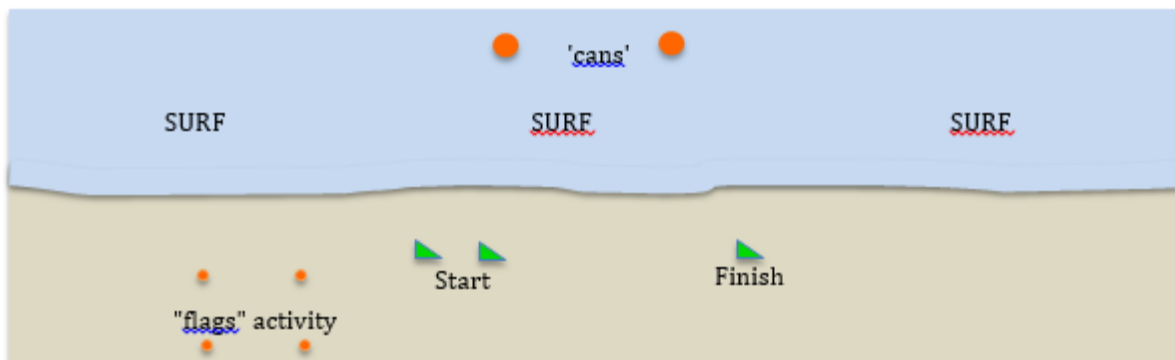 'cans'
SURF
SURF
SURF
Start
Finish
"flags" activity